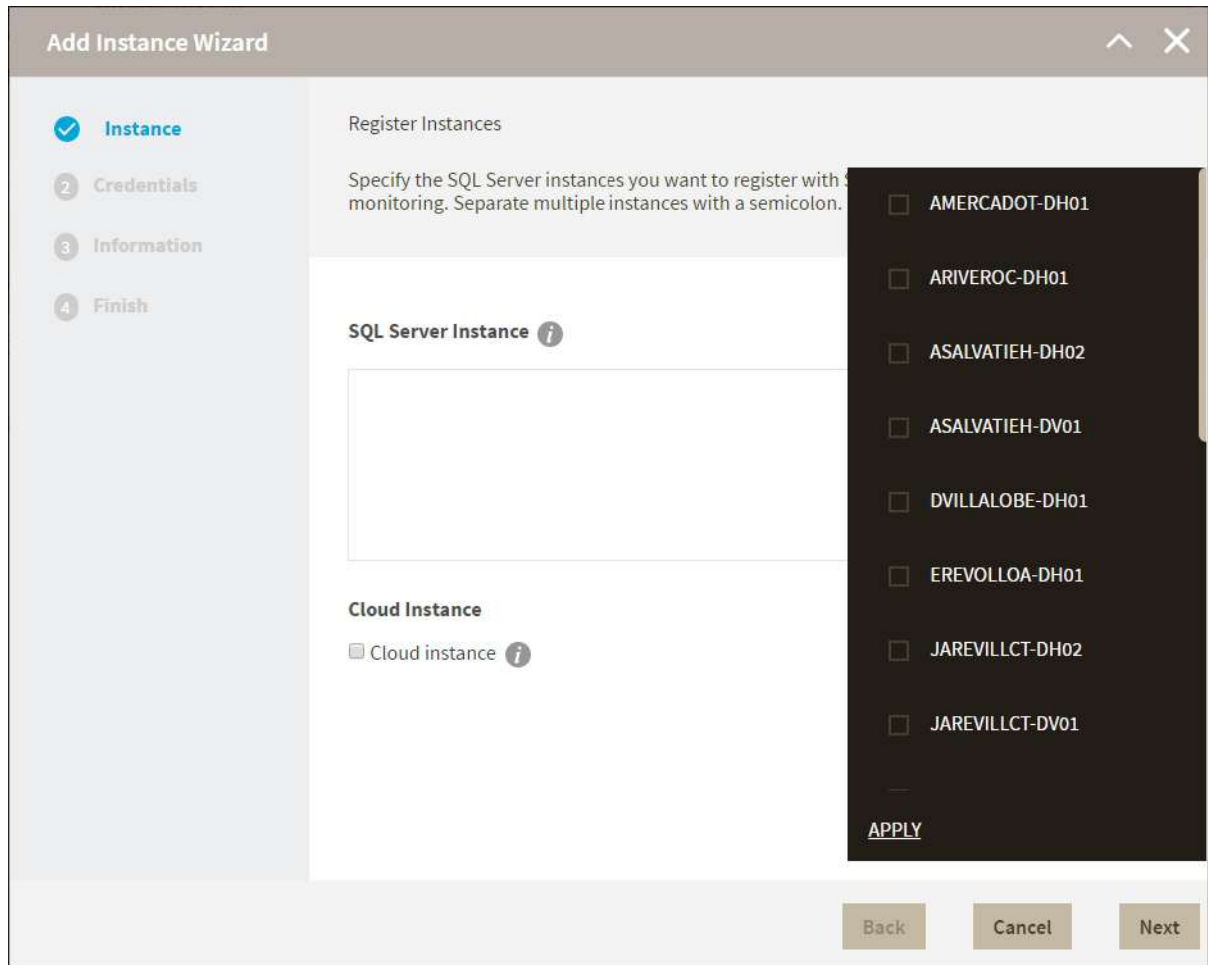 Add Instance Wizard
Instance
2 Credentials
3 Information
4 Finish
Register Instances
Specify the SQL Server instances you want to register with
monitoring. Separate multiple instances with a semicolon.
SQL Server Instance i
Cloud Instance
Cloud instance i
AMERCADOT-DH01
ARIVEROC-DH01
ASALVATIEH-DH02
ASALVATIEH-DV01
DVILLALOBE-DH01
EREVOLLOA-DH01
JAREVILLCT-DH02
JAREVILLCT-DV01
APPLY
Back
Cancel
Next